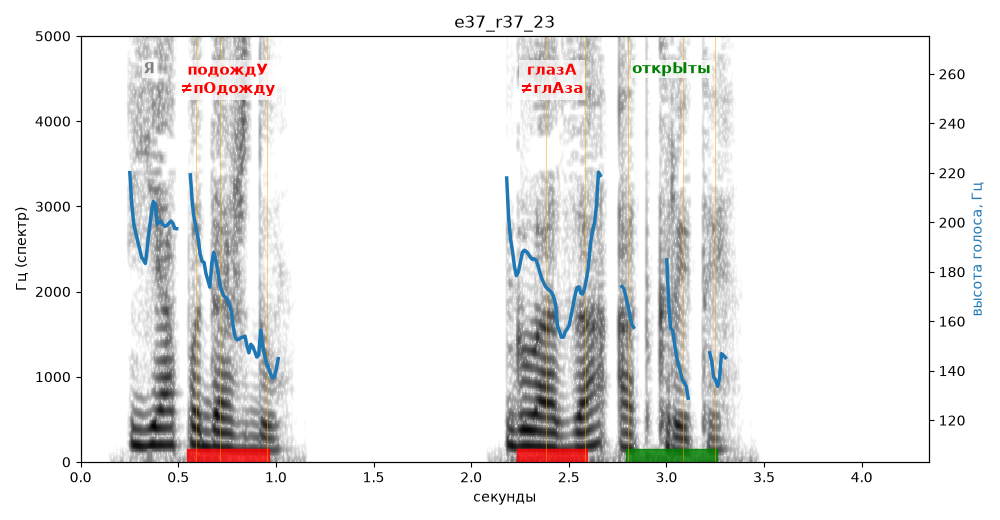 e37_r37_23
Я
подождУ
≠пОдожду
глазА
≠глАза
открЫты
5000
4000
3000
2000
1000
0
Гц (спектр)
260
240
220
200
180
160
140
120
высота голоса, Гц
0.0 0.5 1.0 1.5 2.0 2.5 3.0 3.5 4.0
секунды